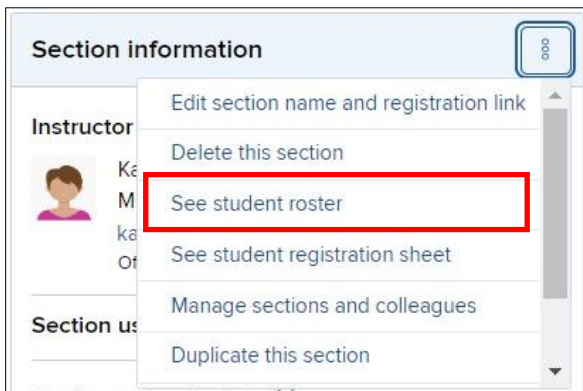 Section information
Edit section name and registration link
Instructor
Delete this section
See student roster
See student registration sheet
Manage sections and colleagues
Section us
Duplicate this section